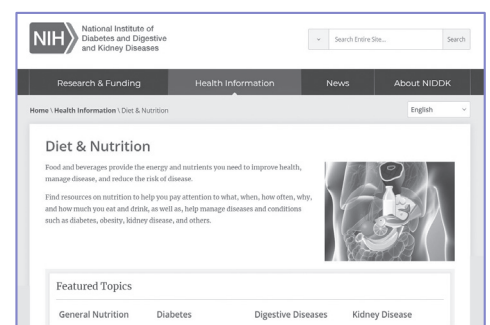 NIH
National Institute of
Diabetes and Digestive
and Kidney Diseases
Search Entire Site...
Search
Research & Funding
Health Information
News
About NIDDK
Home \ Health Information \ Diet & Nutrition
English
Diet & Nutrition
Food and beverages provide the energy and nutrients you need to improve health,
manage disease, and reduce the risk of disease.
Find resources on nutrition to help you pay attention to what, when, how often, why,
and how much you eat and drink, as well as, help manage diseases and conditions
such as diabetes, obesity, kidney disease, and others.
Featured Topics
General Nutrition
Diabetes
Digestive Diseases
Kidney Disease